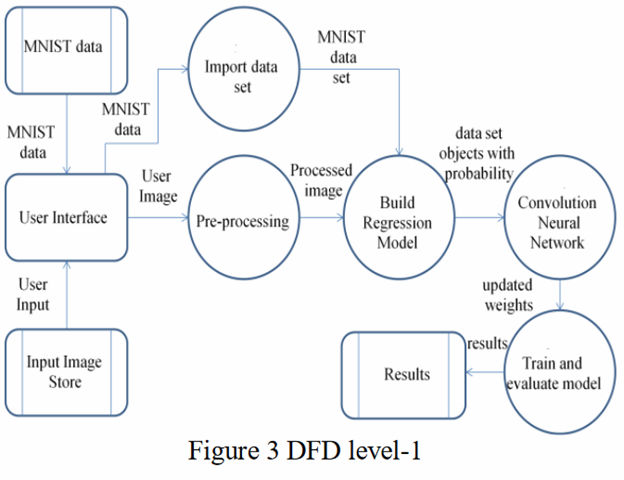 MNIST data
Import data
set
MNIST
data
set
MNIST
data
MNIST
data
data set
objects with
probability
User Interface
User
Image
Pre-processing
Processed
image
Build
Regression
Model
Convolution
Neural
Network
User
Input
updated
weights
Input Image
Store
Results
results
Train and
evaluate model
Figure 3 DFD level-1